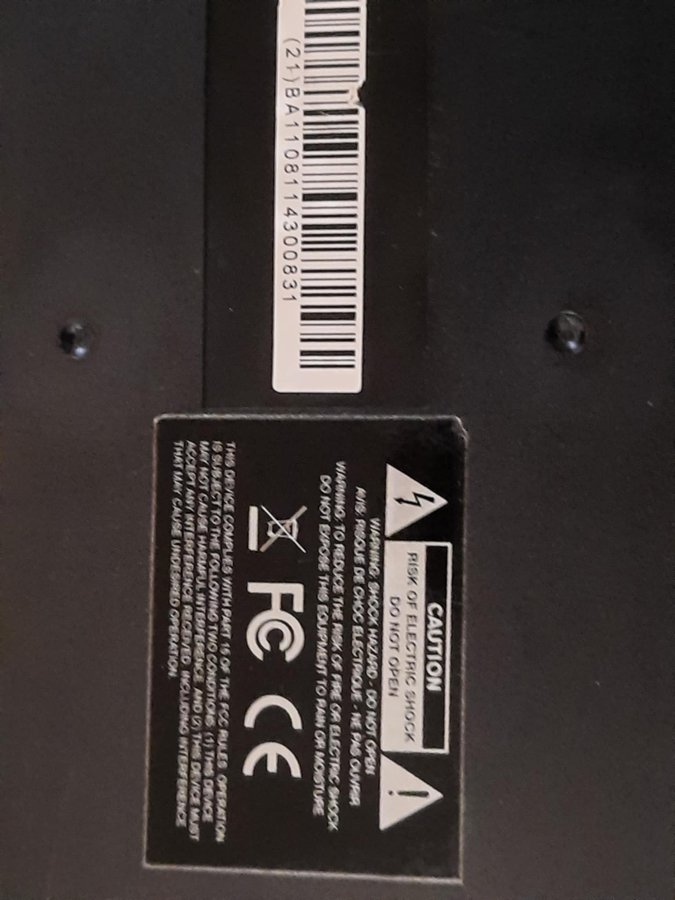 (21)BA1108114300831
CAUTION
RISK OF ELECTRIC SHOCK
DO NOT OPEN
WARNING: SHOCK HAZARD - DO NOT OPEN
AVIS: RISQUE DE CHOC ELECTRIQUE - NE PAS OUVRIR
WARNING: TO REDUCE THE RISK OF FIRE OR ELECTRIC SHOCK
DO NOT EXPOSE THIS EQUIPMENT TO RAIN OR MOISTURE
FC CE
THIS DEVICE COMPLIES WITH PART 15 OF THE FCC RULES OPERATION
IS SUBJECT TO THE FOLLOWING TWO CONDITIONS: (1) THIS DEVICE
MAY NOT CAUSE HARMFUL INTERFERENCE, AND (2) THIS DEVICE MUST
ACCEPT ANY INTERFERENCE RECEIVED, INCLUDING INTERFERENCE
THAT MAY CAUSE UNDESIRED OPERATION.